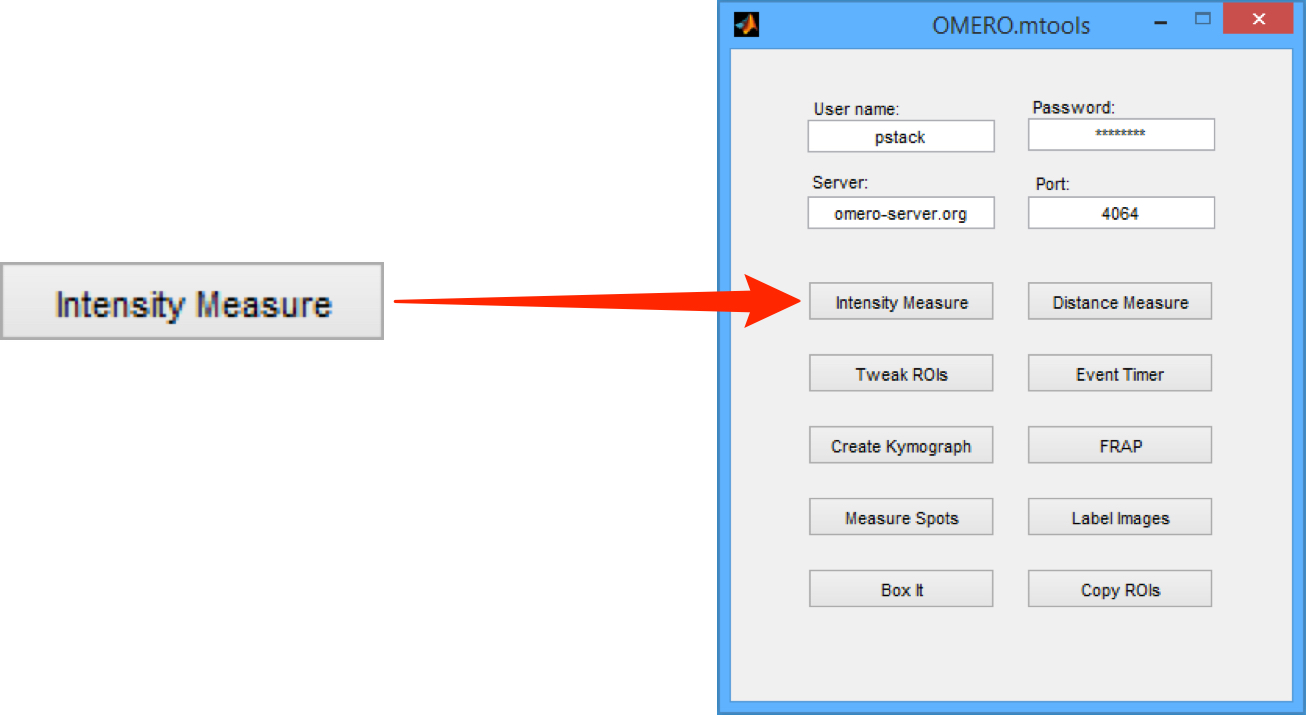 OMERO.mtools
User name:
Password:
pstack
********
Server:
Port:
omero-server.org
4064
Intensity Measure
Intensity Measure
Distance Measure
Tweak ROIs
Event Timer
Create Kymograph
FRAP
Measure Spots
Label Images
Box It
Copy ROIs